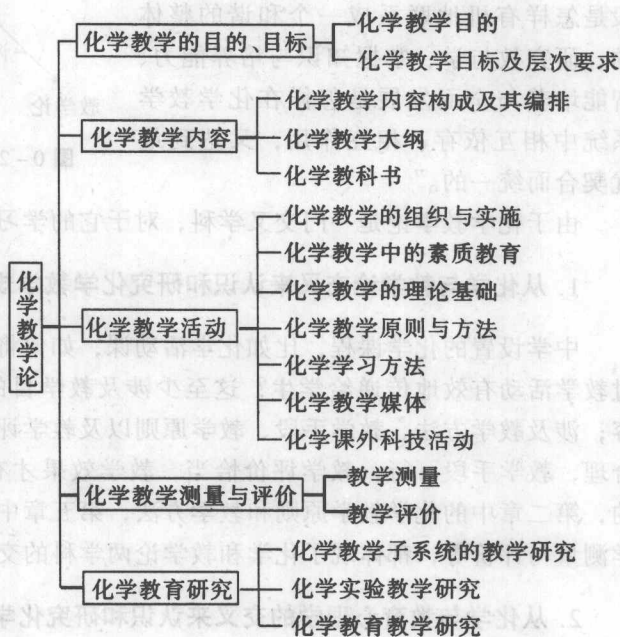 化学教学的目的、目标
化学教学目的
化学教学目标及层次要求
化学教学内容
化学教学内容构成及其编排
化学教学大纲
化学教科书
化学教学论
化学教学活动
化学教学的组织与实施
化学教学中的素质教育
化学教学的理论基础
化学教学原则与方法
化学学习方法
化学教学媒体
化学课外科技活动
化学教学测量与评价
教学测量
教学评价
化学教育研究
化学教学子系统的教学研究
化学实验教学研究
化学教育教学研究